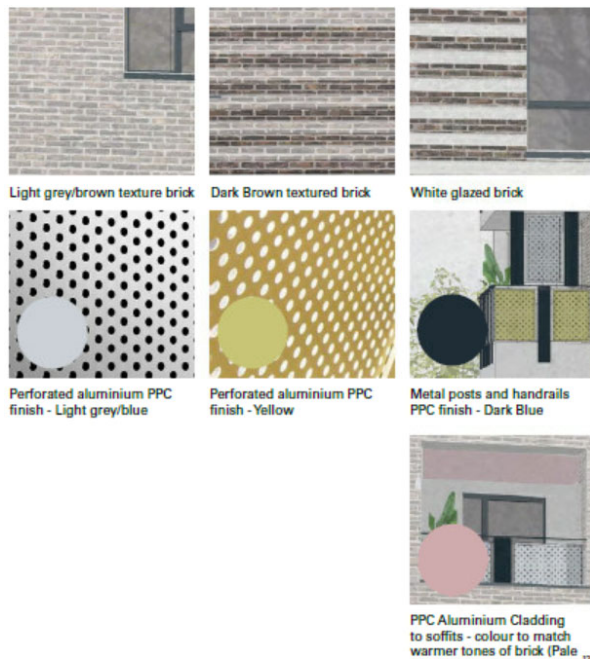 Light grey/brown texture brick
Dark Brown textured brick
White glazed brick
Perforated aluminium PPC
finish - Light grey/blue
Perforated aluminium PPC
finish - Yellow
Metal posts and handrails
PPC finish - Dark Blue
PPC Aluminium Cladding
to soffits - colour to match
warmer tones of brick (Pale